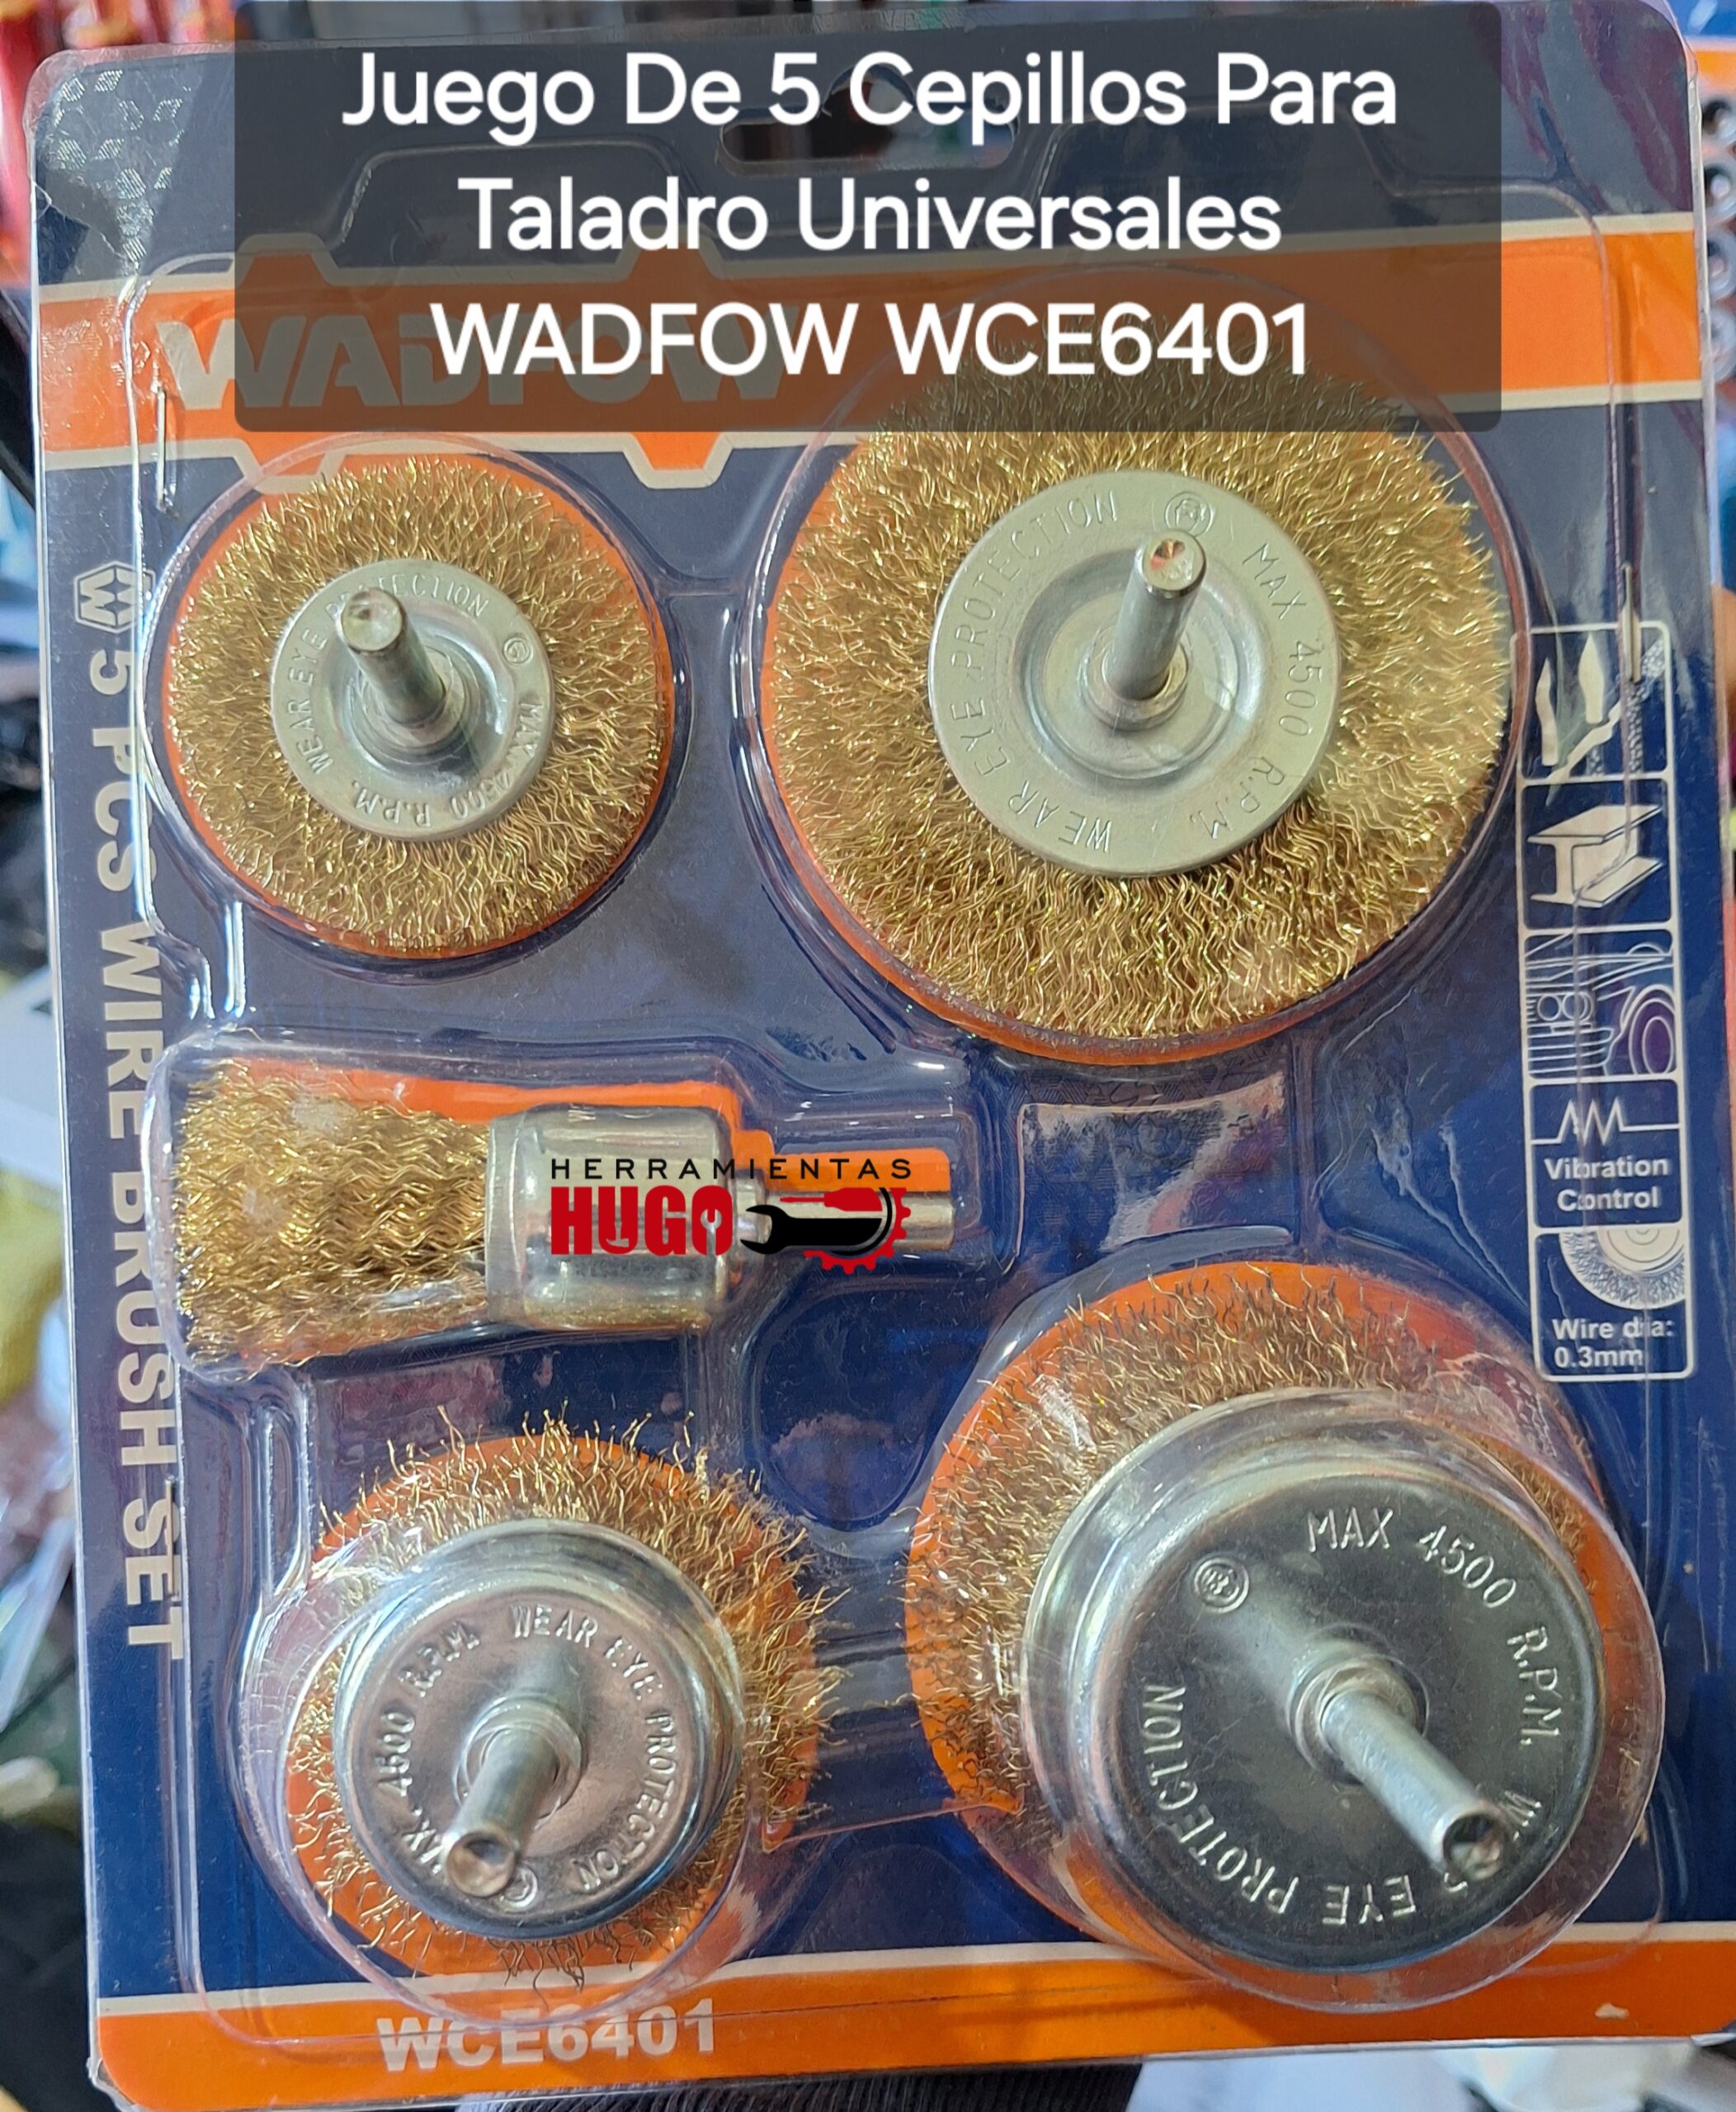 Juego De 5 Cepillos Para
Taladro Universales
WADFOW WCE6401
WADFOW
5 PCS WIRE BRUSH SET
WEAR EYE PROTECTION
MAX. 4500 R.P.M.
WEAR EYE PROTECTION
MAX 4500 R.P.M.
Vibration
Control
Wire dia:
0.3mm
HERRAMIENTAS
HUGO
4500 R.P.M. WEAR EYE PROTECTION
MAX 4500 R.P.M.
EYE PROTECTION
WCE6401